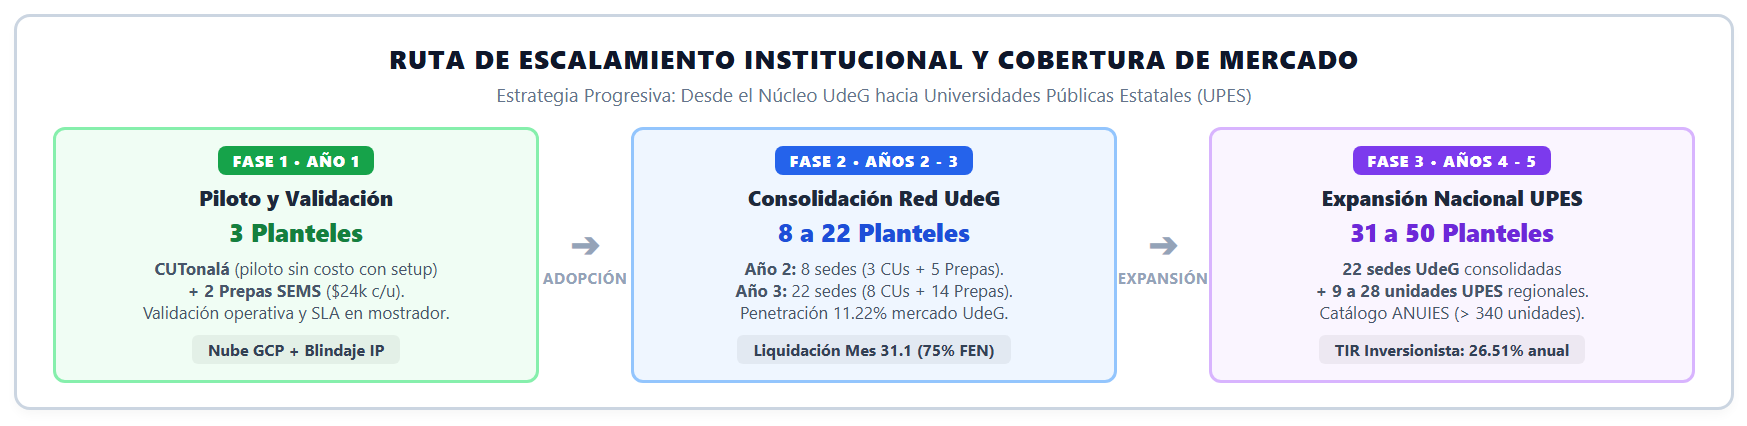 RUTA DE ESCALAMIENTO INSTITUCIONAL Y COBERTURA DE MERCADO
Estrategia Progresiva: Desde el Núcleo UdeG hacia Universidades Públicas Estatales (UPES)
FASE 1 • AÑO 1
Piloto y Validación
3 Planteles
CUTonalá (piloto sin costo con setup)
+ 2 Prepas SEMS ($24k c/u).
Validación operativa y SLA en mostrador.
Nube GCP + Blindaje IP
➔
ADOPCIÓN
FASE 2 • AÑOS 2 - 3
Consolidación Red UdeG
8 a 22 Planteles
Año 2: 8 sedes (3 CUs + 5 Prepas).
Año 3: 22 sedes (8 CUs + 14 Prepas).
Penetración 11.22% mercado UdeG.
Liquidación Mes 31.1 (75% FEN)
➔
EXPANSIÓN
FASE 3 • AÑOS 4 - 5
Expansión Nacional UPES
31 a 50 Planteles
22 sedes UdeG consolidadas
+ 9 a 28 unidades UPES regionales.
Catálogo ANUIES (> 340 unidades).
TIR Inversionista: 26.51% anual